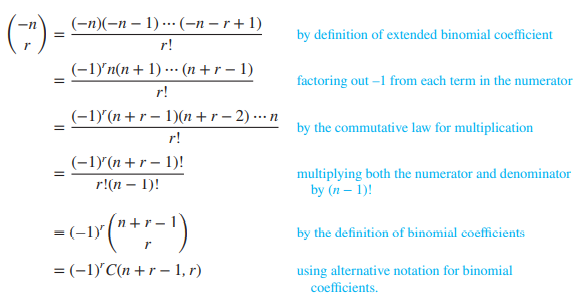 (−n r) = (−n)(−n − 1) ⋯ (−n − r + 1) / r! by definition of extended binomial coefficient
= (−1)^r n(n + 1) ⋯ (n + r − 1) / r! factoring out −1 from each term in the numerator
= (−1)^r (n + r − 1)(n + r − 2) ⋯ n / r! by the commutative law for multiplication
= (−1)^r (n + r − 1)! / r!(n − 1)! multiplying both the numerator and denominator
by (n − 1)!
= (−1)^r (n + r − 1 r) by the definition of binomial coefficients
= (−1)^r C(n + r − 1, r) using alternative notation for binomial
coefficients.